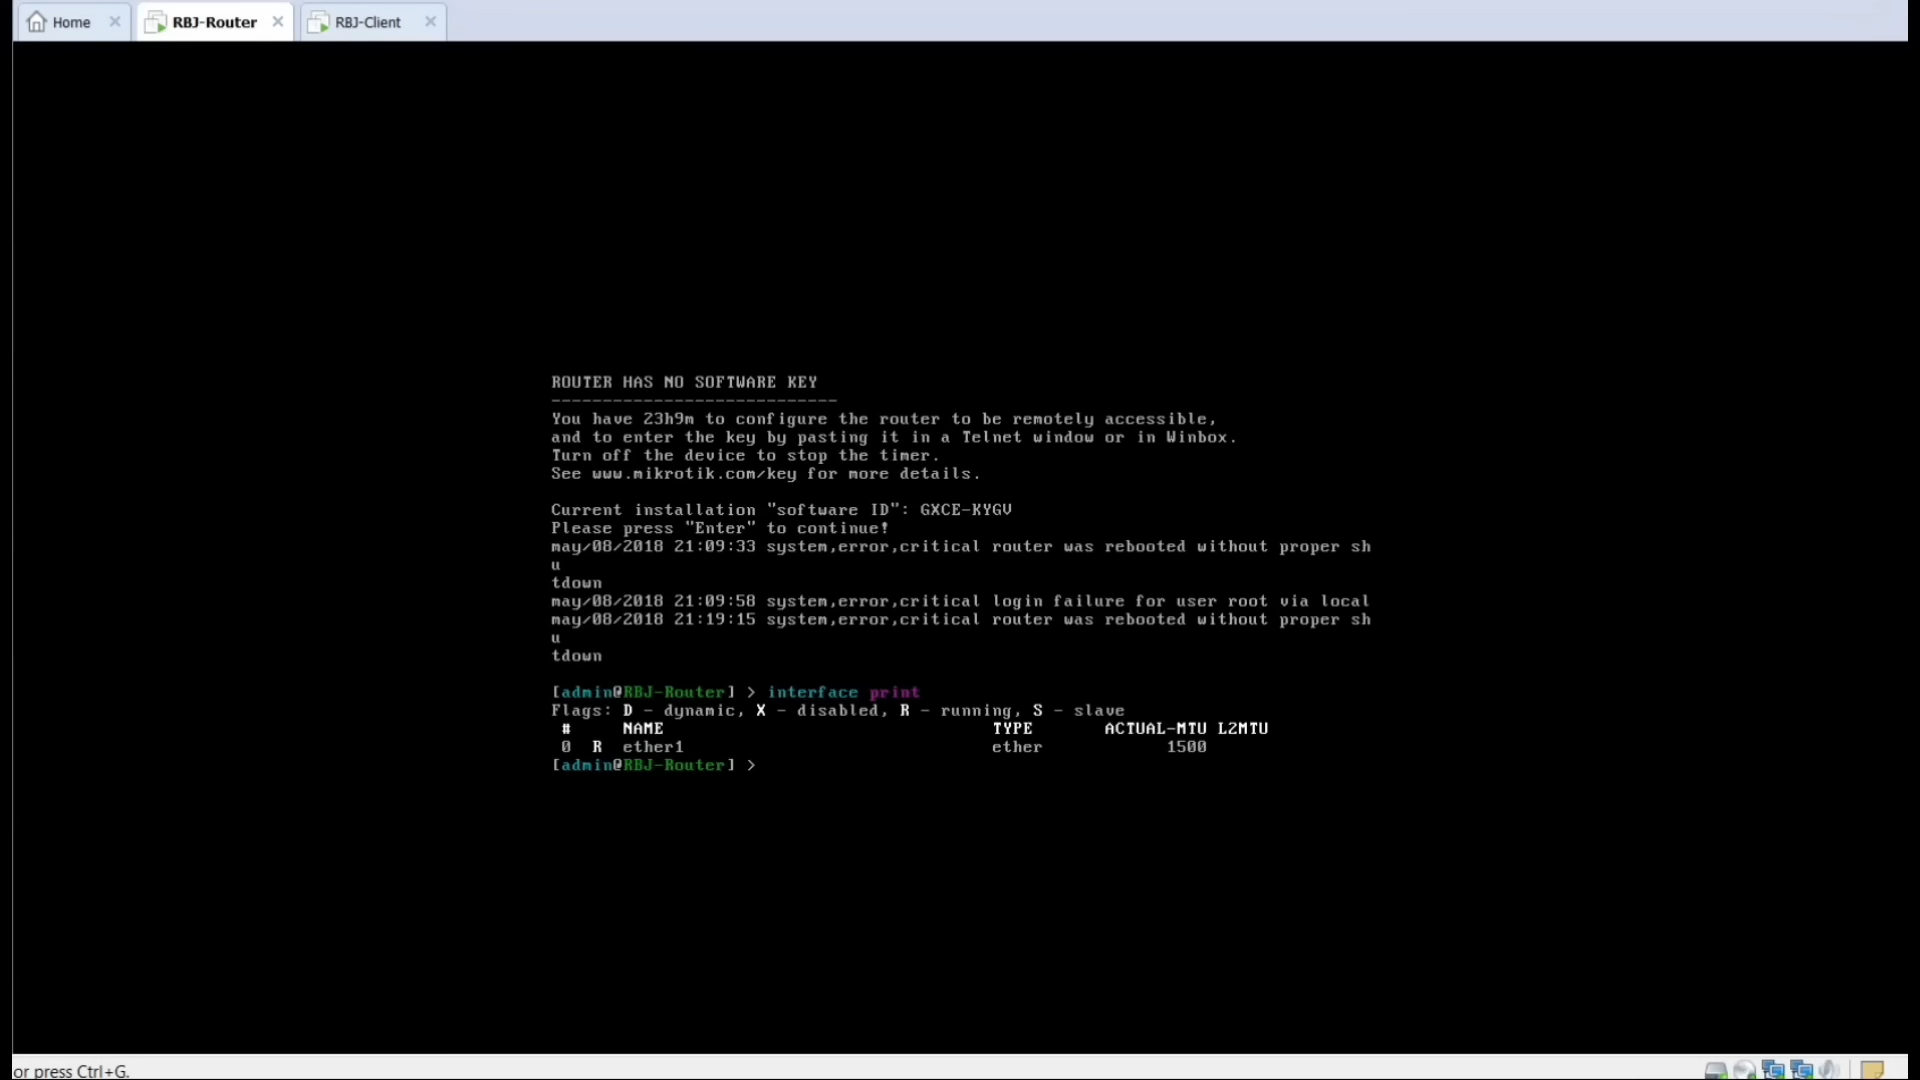 Home
RBJ-Router
RBJ-Client
ROUTER HAS NO SOFTWARE KEY
----------------------------
You have 23h9m to configure the router to be remotely accessible,
and to enter the key by pasting it in a Telnet window or in Winbox.
Turn off the device to stop the timer.
See www.mikrotik.com/key for more details.
Current installation "software ID": GXCE-KYGV
Please press "Enter" to continue!
may/08/2018 21:09:33 system,error,critical router was rebooted without proper sh
u
tdown
may/08/2018 21:09:58 system,error,critical login failure for user root via local
may/08/2018 21:19:15 system,error,critical router was rebooted without proper sh
u
tdown
[admin@RBJ-Router] > interface print
Flags: D - dynamic, X - disabled, R - running, S - slave
# NAME TYPE ACTUAL-MTU L2MTU
0 R ether1 ether 1500
[admin@RBJ-Router] >
or press Ctrl+G.